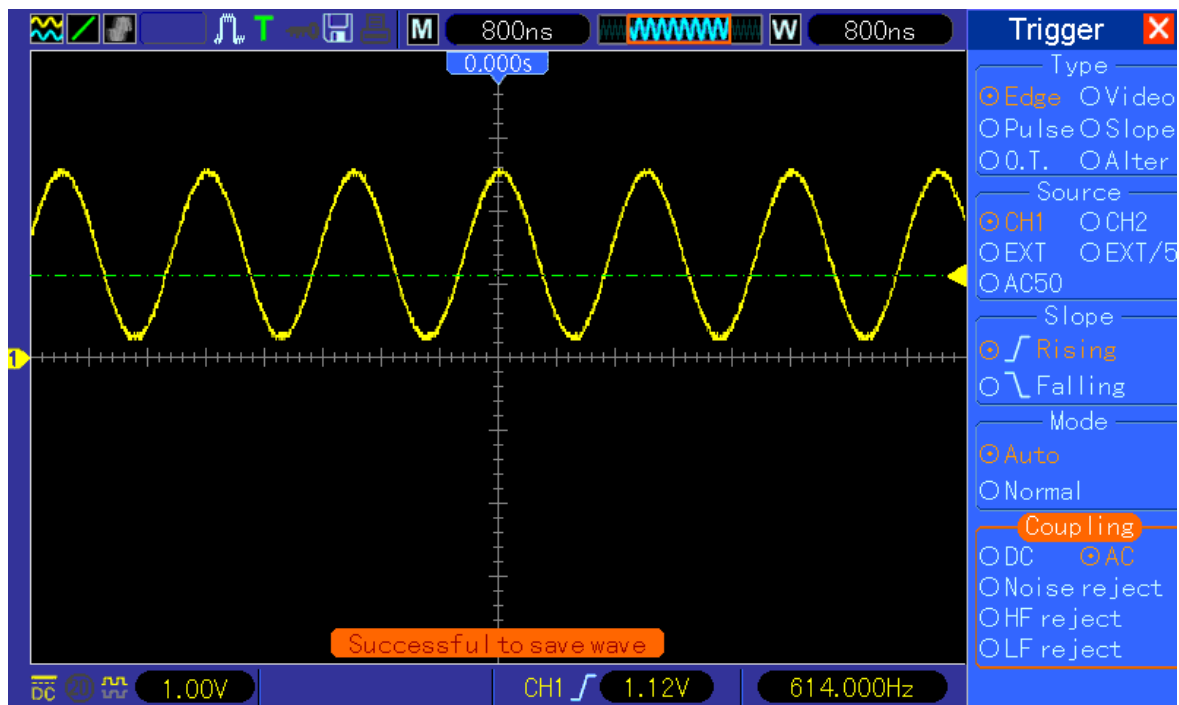 T M 800ns W 800ns Trigger X
0.000s
Type
Edge Video
Pulse Slope
O.T. Alter
Source
CH1 CH2
EXT EXT/5
AC50
Slope
Rising
1
Falling
Mode
Auto
Normal
Coupling
DC AC
Noise reject
HF reject
Successful to save wave
LF reject
DC 20 1.00V CH1 1.12V 614.000Hz